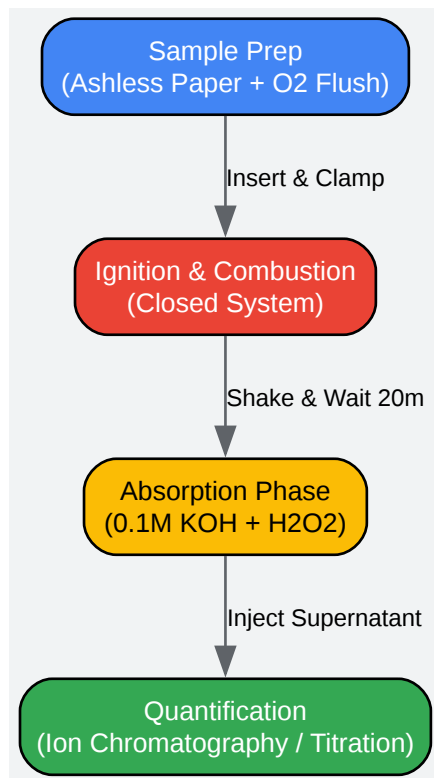 Sample Prep
(Ashless Paper + O2 Flush)
Insert & Clamp
Ignition & Combustion
(Closed System)
Shake & Wait 20m
Absorption Phase
(0.1M KOH + H2O2)
Inject Supernatant
Quantification
(Ion Chromatography / Titration)